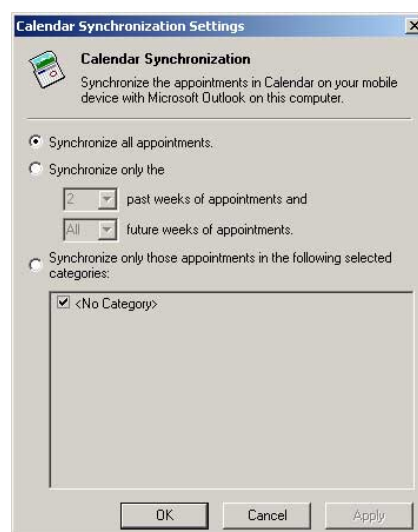 Calendar Synchronization Settings
Calendar Synchronization
Synchronize the appointments in Calendar on your mobile
device with Microsoft Outlook on this computer.
Synchronize all appointments.
Synchronize only the
2 past weeks of appointments and
All future weeks of appointments.
Synchronize only those appointments in the following selected
categories:
<No Category>
OK Cancel Apply